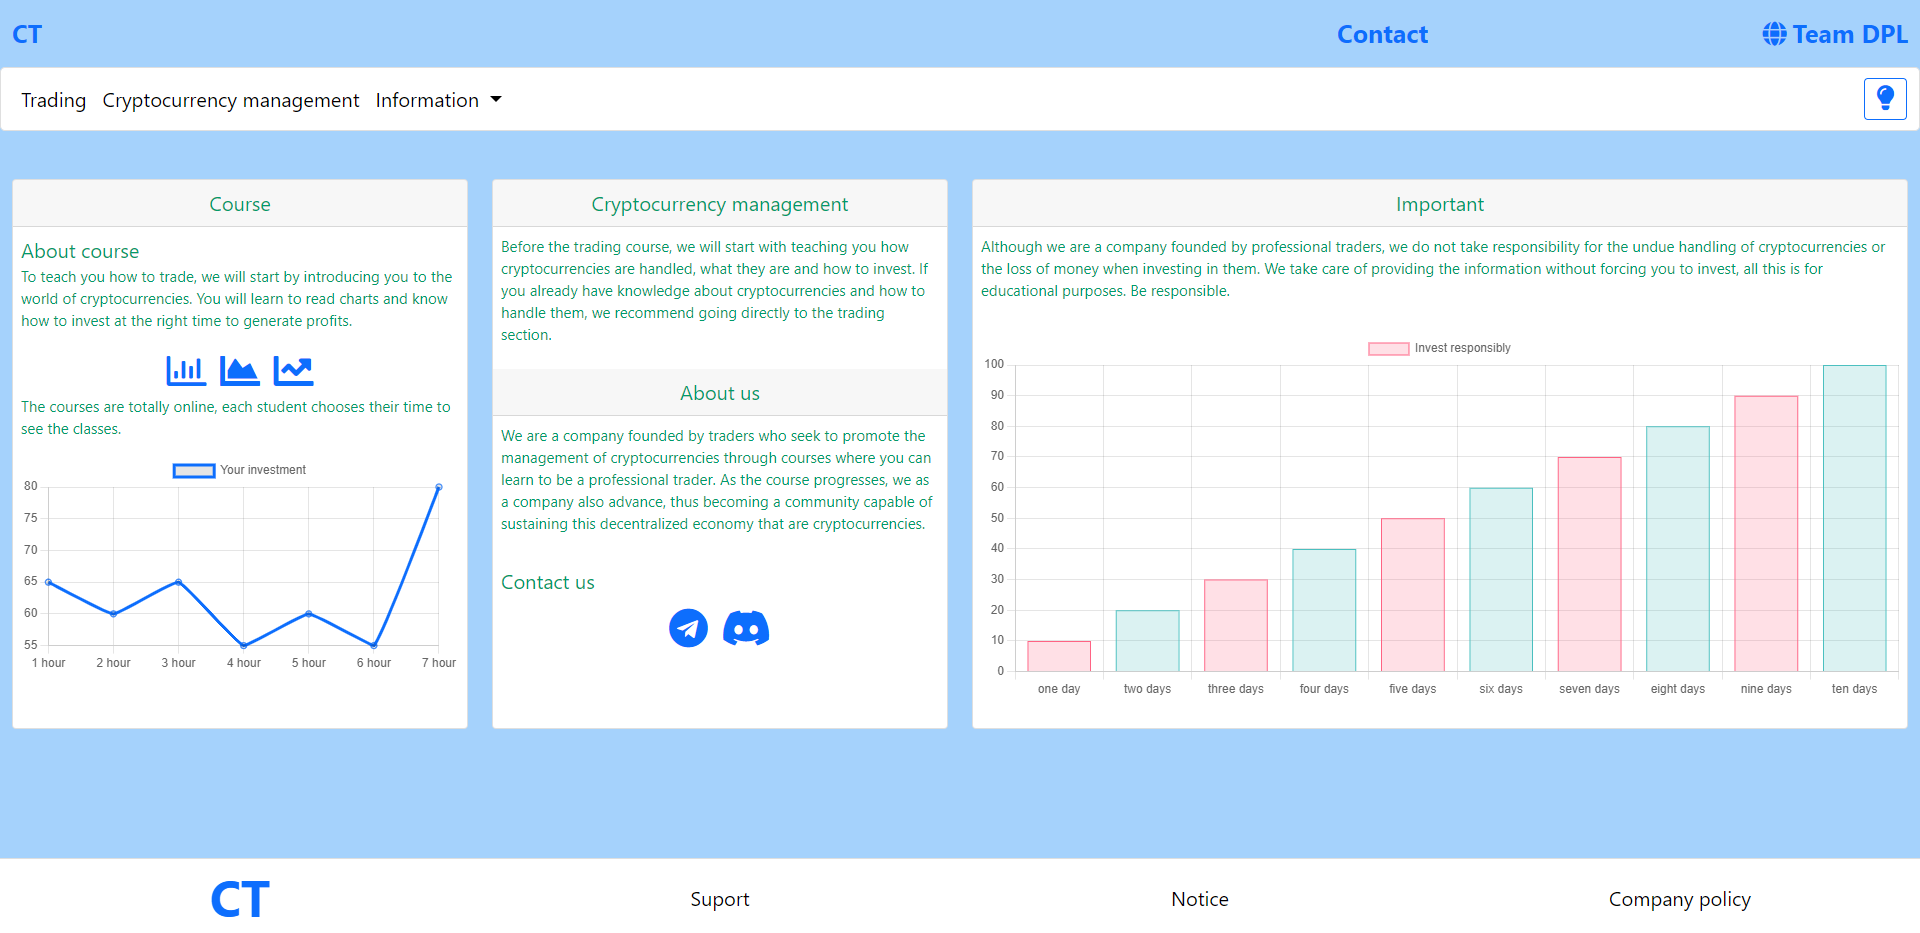 CT
Contact
Team DPL
Trading
Cryptocurrency management
Information
Course
About course
To teach you how to trade, we will start by introducing you to the
world of cryptocurrencies. You will learn to read charts and know
how to invest at the right time to generate profits.
The courses are totally online, each student chooses their time to
see the classes.
Your investment
80
75
70
65
60
55
1 hour
2 hour
3 hour
4 hour
5 hour
6 hour
7 hour
Cryptocurrency management
Before the trading course, we will start with teaching you how
cryptocurrencies are handled, what they are and how to invest. If
you already have knowledge about cryptocurrencies and how to
handle them, we recommend going directly to the trading
section.
About us
We are a company founded by traders who seek to promote the
management of cryptocurrencies through courses where you can
learn to be a professional trader. As the course progresses, we as
a company also advance, thus becoming a community capable of
sustaining this decentralized economy that are cryptocurrencies.
Contact us
Important
Although we are a company founded by professional traders, we do not take responsibility for the undue handling of cryptocurrencies or
the loss of money when investing in them. We take care of providing the information without forcing you to invest, all this is for
educational purposes. Be responsible.
Invest responsibly
100
90
80
70
60
50
40
30
20
10
0
one day
two days
three days
four days
five days
six days
seven days
eight days
nine days
ten days
CT
Suport
Notice
Company policy